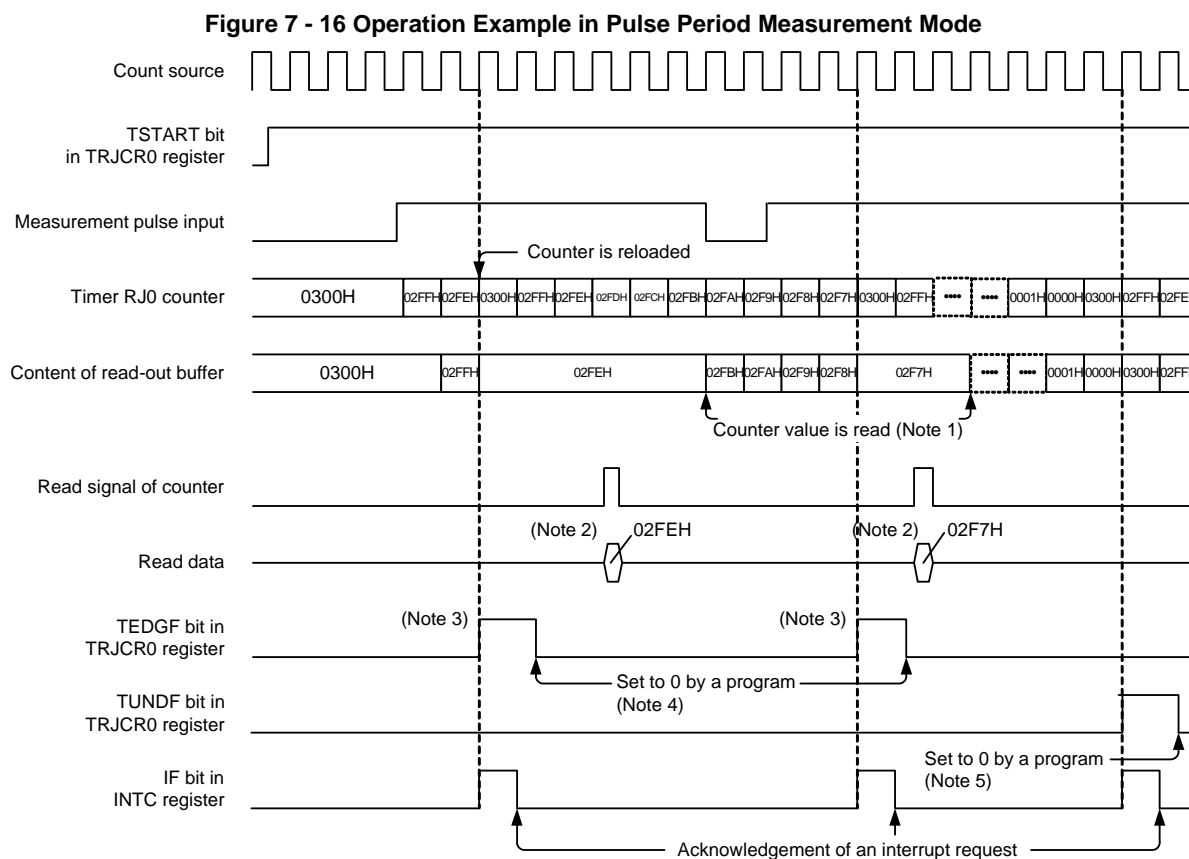 Figure 7 - 16 Operation Example in Pulse Period Measurement Mode
Count source
TSTART bit
in TRJCR0 register
Measurement pulse input
Counter is reloaded
Timer RJ0 counter
0300H 02FFH 02FEH 0300H 02FFH 02FEH 02FDH 02FCH 02FBH 02FAH 02F9H 02F8H 02F7H 0300H 02FFH •••• •••• 0001H 0000H 0300H 02FFH 02FE
Content of read-out buffer
0300H 02FFH 02FEH 02FBH 02FAH 02F9H 02F8H 02F7H •••• •••• 0001H 0000H 0300H 02FF
Counter value is read (Note 1)
Read signal of counter
(Note 2) 02FEH (Note 2) 02F7H
Read data
TEDGF bit in
TRJCR0 register
(Note 3) (Note 3)
Set to 0 by a program
(Note 4)
TUNDF bit in
TRJCR0 register
Set to 0 by a program
(Note 5)
IF bit in
INTC register
Acknowledgement of an interrupt request